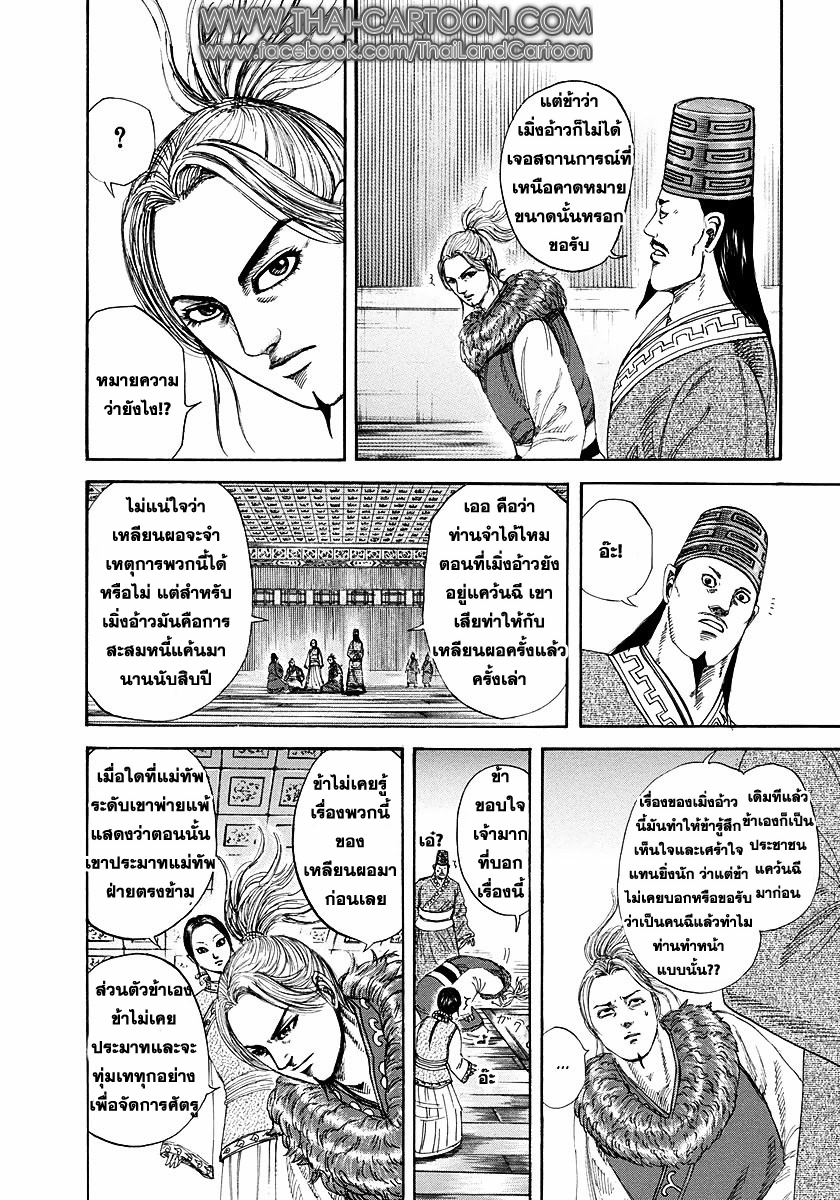 WWW.THAI-CARTOON.COM
www.facebook.com/ThaiLandCartoon
แต่ข้าว่า
เมิ่งอ้าวก็ไม่ได้
เจอสถานการณ์ที่
เหนือคาดหมาย
ขนาดนั้นหรอก
ขอรับ
?
หมายความ
ว่ายังไง!?
อ๊ะ!
เออ คือว่า
ท่านจำได้ไหม
ตอนที่เมิ่งอ้าวยัง
อยู่แคว้นฉี เขา
เสียท่าให้กับ
เหลียนผอครั้งแล้ว
ครั้งเล่า
ไม่แน่ใจว่า
เหลียนผอจะจำ
เหตุการพวกนี้ได้
หรือไม่ แต่สำหรับ
เมิ่งอ้าวมันคือการ
สะสมหนี้แค้นมา
นานนับสิบปี
เดิมทีแล้ว
ข้าเองก็เป็น
ประชาชน
แคว้นฉี
มาก่อน
เรื่องของเมิ่งอ้าว
นี้มันทำให้ข้ารู้สึก
เห็นใจและเศร้าใจ
แทนยิ่งนัก ว่าแต่ข้า
ไม่เคยบอกหรือขอรับ
ว่าเป็นคนฉีแล้วทำไม
ท่านทำหน้า
แบบนั้น??
...
ข้า
ขอบใจ
เจ้ามาก
ที่บอก
เรื่องนี้
เอ๋?
อ๊ะ
ข้าไม่เคยรู้
เรื่องพวกนี้
ของ
เหลียนผอมา
ก่อนเลย
เมื่อใดที่แม่ทัพ
ระดับเขาพ่ายแพ้
แสดงว่าตอนนั้น
เขาประมาทแม่ทัพ
ฝ่ายตรงข้าม
ส่วนตัวข้าเอง
ข้าไม่เคย
ประมาทและจะ
ทุ่มเททุกอย่าง
เพื่อจัดการศัตรู